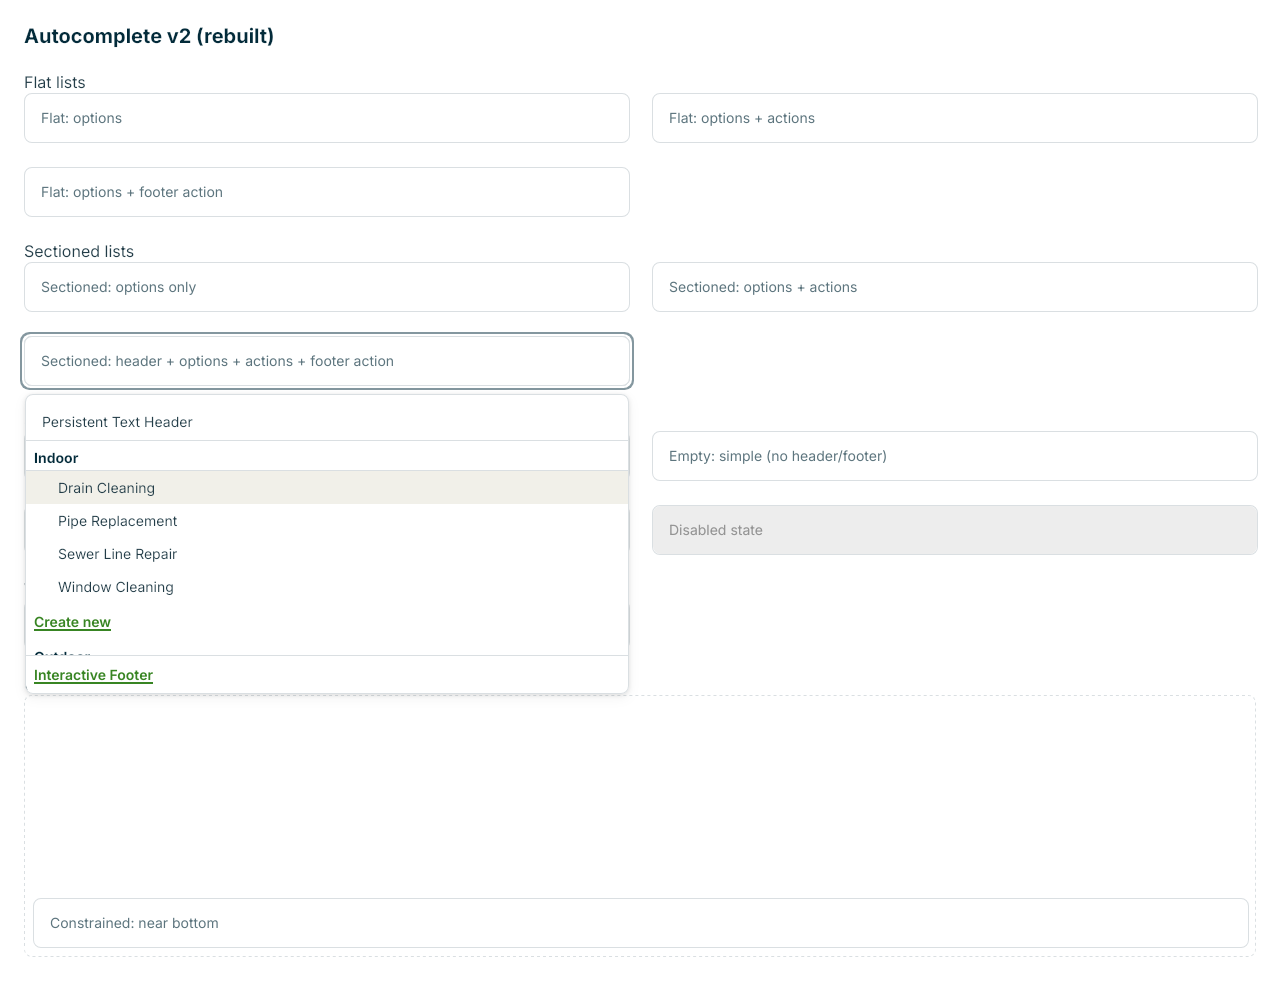 Autocomplete v2 (rebuilt)
Flat lists
Flat: options
Flat: options + actions
Flat: options + footer action
Sectioned lists
Sectioned: options only
Sectioned: options + actions
Sectioned: header + options + actions + footer action
Persistent Text Header
Indoor
Empty: simple (no header/footer)
Drain Cleaning
Pipe Replacement
Disabled state
Sewer Line Repair
Window Cleaning
Create new
Outdoor
Interactive Footer
Constrained: near bottom